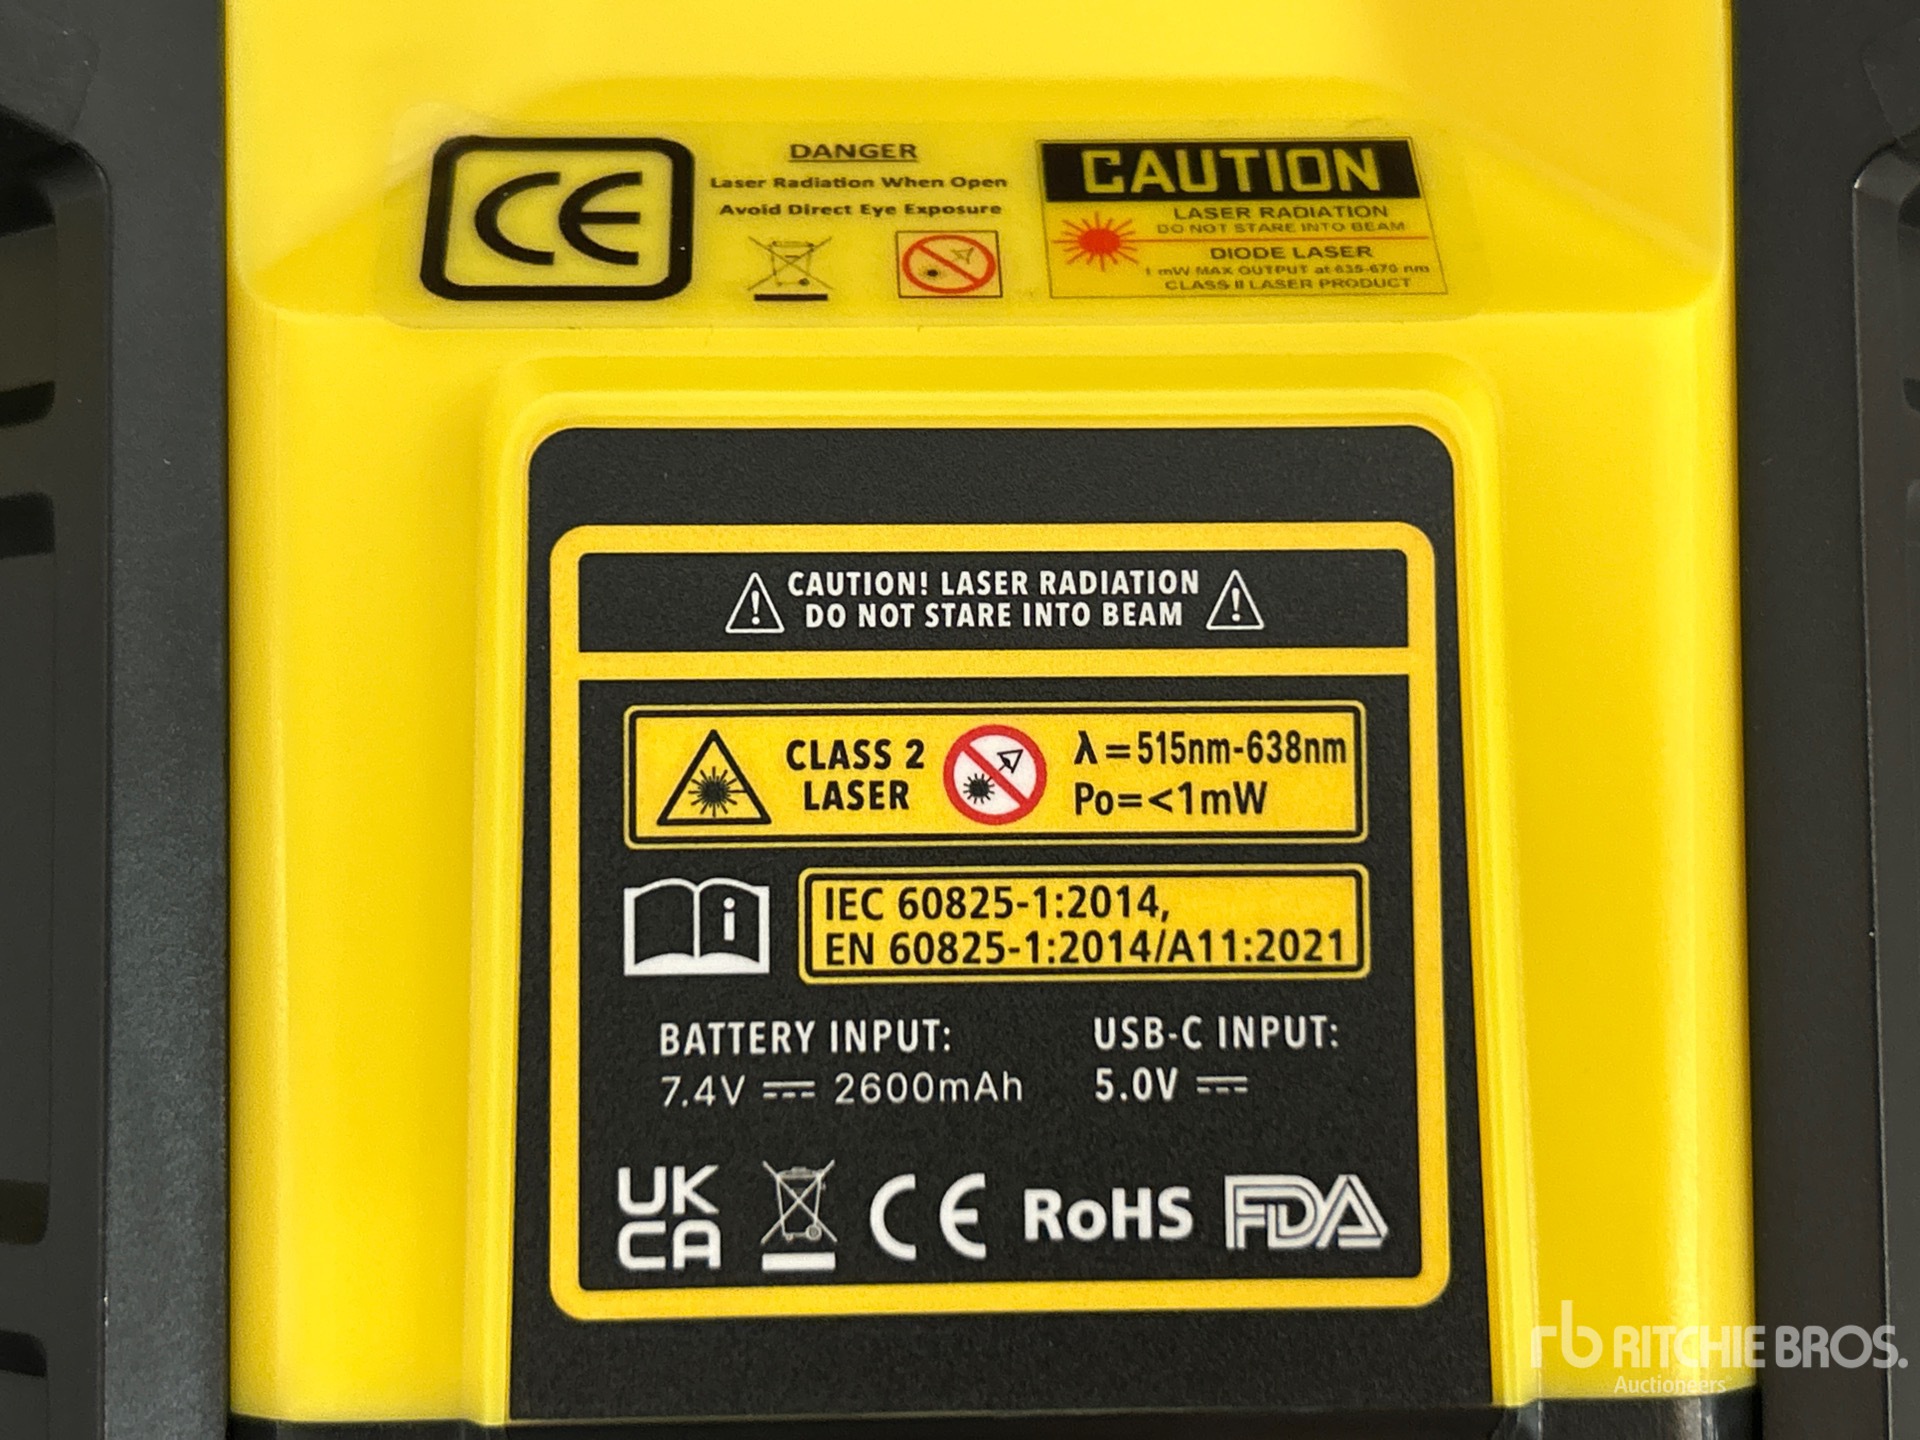 CE
DANGER
Laser Radiation When Open
Avoid Direct Eye Exposure
CAUTION
LASER RADIATION
DO NOT STARE INTO BEAM
DIODE LASER
1 mW MAX OUTPUT at 635-670 nm
CLASS II LASER PRODUCT
CAUTION! LASER RADIATION
DO NOT STARE INTO BEAM
CLASS 2
LASER
λ=515nm-638nm
Po=<1mW
IEC 60825-1:2014,
EN 60825-1:2014/A11:2021
BATTERY INPUT:
7.4V ⎓ 2600mAh
USB-C INPUT:
5.0V ⎓
UK
CA
CE
RoHS
FDA
rb RITCHIE BROS.
Auctioneers